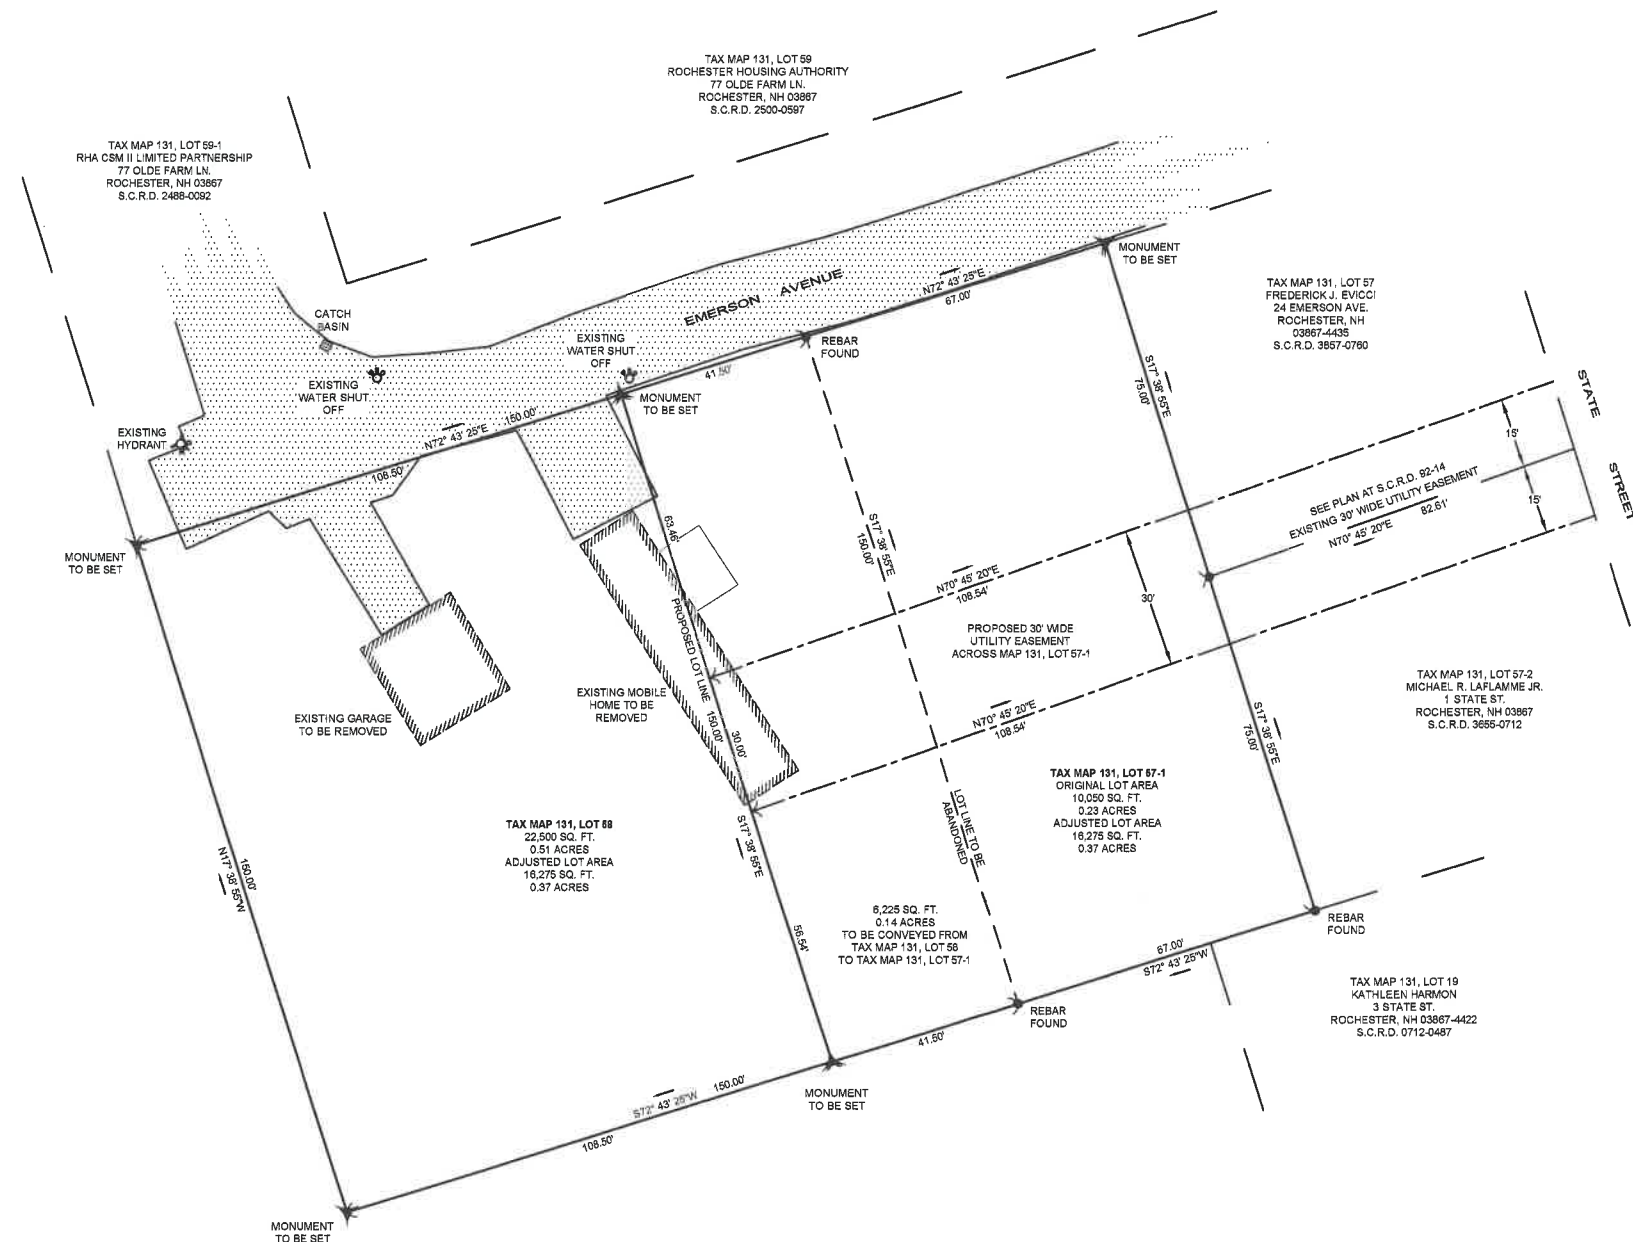 TAX MAP 131, LOT 59
ROCHESTER HOUSING AUTHORITY
77 OLDE FARM LN.
ROCHESTER, NH 03867
S.C.R.D. 2500-0597
TAX MAP 131, LOT 59-1
RHA CSM II LIMITED PARTNERSHIP
77 OLDE FARM LN.
ROCHESTER, NH 03867
S.C.R.D. 2488-0092
MONUMENT
TO BE SET
TAX MAP 131, LOT 57
FREDERICK J. EVICCI
24 EMERSON AVE.
ROCHESTER, NH
03867-4435
S.C.R.D. 3857-0760
EMERSON AVENUE
N72° 43' 25"E
67.00'
CATCH
BASIN
EXISTING
WATER SHUT
OFF
REBAR
FOUND
41.50'
EXISTING
WATER SHUT
OFF
MONUMENT
TO BE SET
EXISTING
HYDRANT
N72° 43' 25"E
150.00'
108.50'
S17° 38' 55"E
75.00'
STATE
STREET
15'
15'
SEE PLAN AT S.C.R.D. 92-14
EXISTING 30' WIDE UTILITY EASEMENT
N70° 45' 20"E
82.61'
MONUMENT
TO BE SET
63.46'
S17° 38' 55"E
150.00'
N70° 45' 20"E
108.54'
30'
PROPOSED 30' WIDE
UTILITY EASEMENT
ACROSS MAP 131, LOT 57-1
PROPOSED LOT LINE
150.00'
30.00'
EXISTING MOBILE
HOME TO BE
REMOVED
EXISTING GARAGE
TO BE REMOVED
N70° 45' 20"E
108.54'
S17° 38' 55"E
75.00'
TAX MAP 131, LOT 57-2
MICHAEL R. LAFLAMME JR.
1 STATE ST.
ROCHESTER, NH 03867
S.C.R.D. 3655-0712
TAX MAP 131, LOT 57-1
ORIGINAL LOT AREA
10,050 SQ. FT.
0.23 ACRES
ADJUSTED LOT AREA
16,275 SQ. FT.
0.37 ACRES
LOT LINE TO BE
ABANDONED
TAX MAP 131, LOT 58
22,500 SQ. FT.
0.51 ACRES
ADJUSTED LOT AREA
16,275 SQ. FT.
0.37 ACRES
S17° 38' 55"E
56.54'
150.00'
N17° 38' 55"W
6,225 SQ. FT.
0.14 ACRES
TO BE CONVEYED FROM
TAX MAP 131, LOT 58
TO TAX MAP 131, LOT 57-1
REBAR
FOUND
67.00'
S72° 43' 25"W
TAX MAP 131, LOT 19
KATHLEEN HARMON
3 STATE ST.
ROCHESTER, NH 03867-4422
S.C.R.D. 0712-0487
REBAR
FOUND
41.50'
MONUMENT
TO BE SET
150.00'
S72° 43' 25"W
108.50'
MONUMENT
TO BE SET